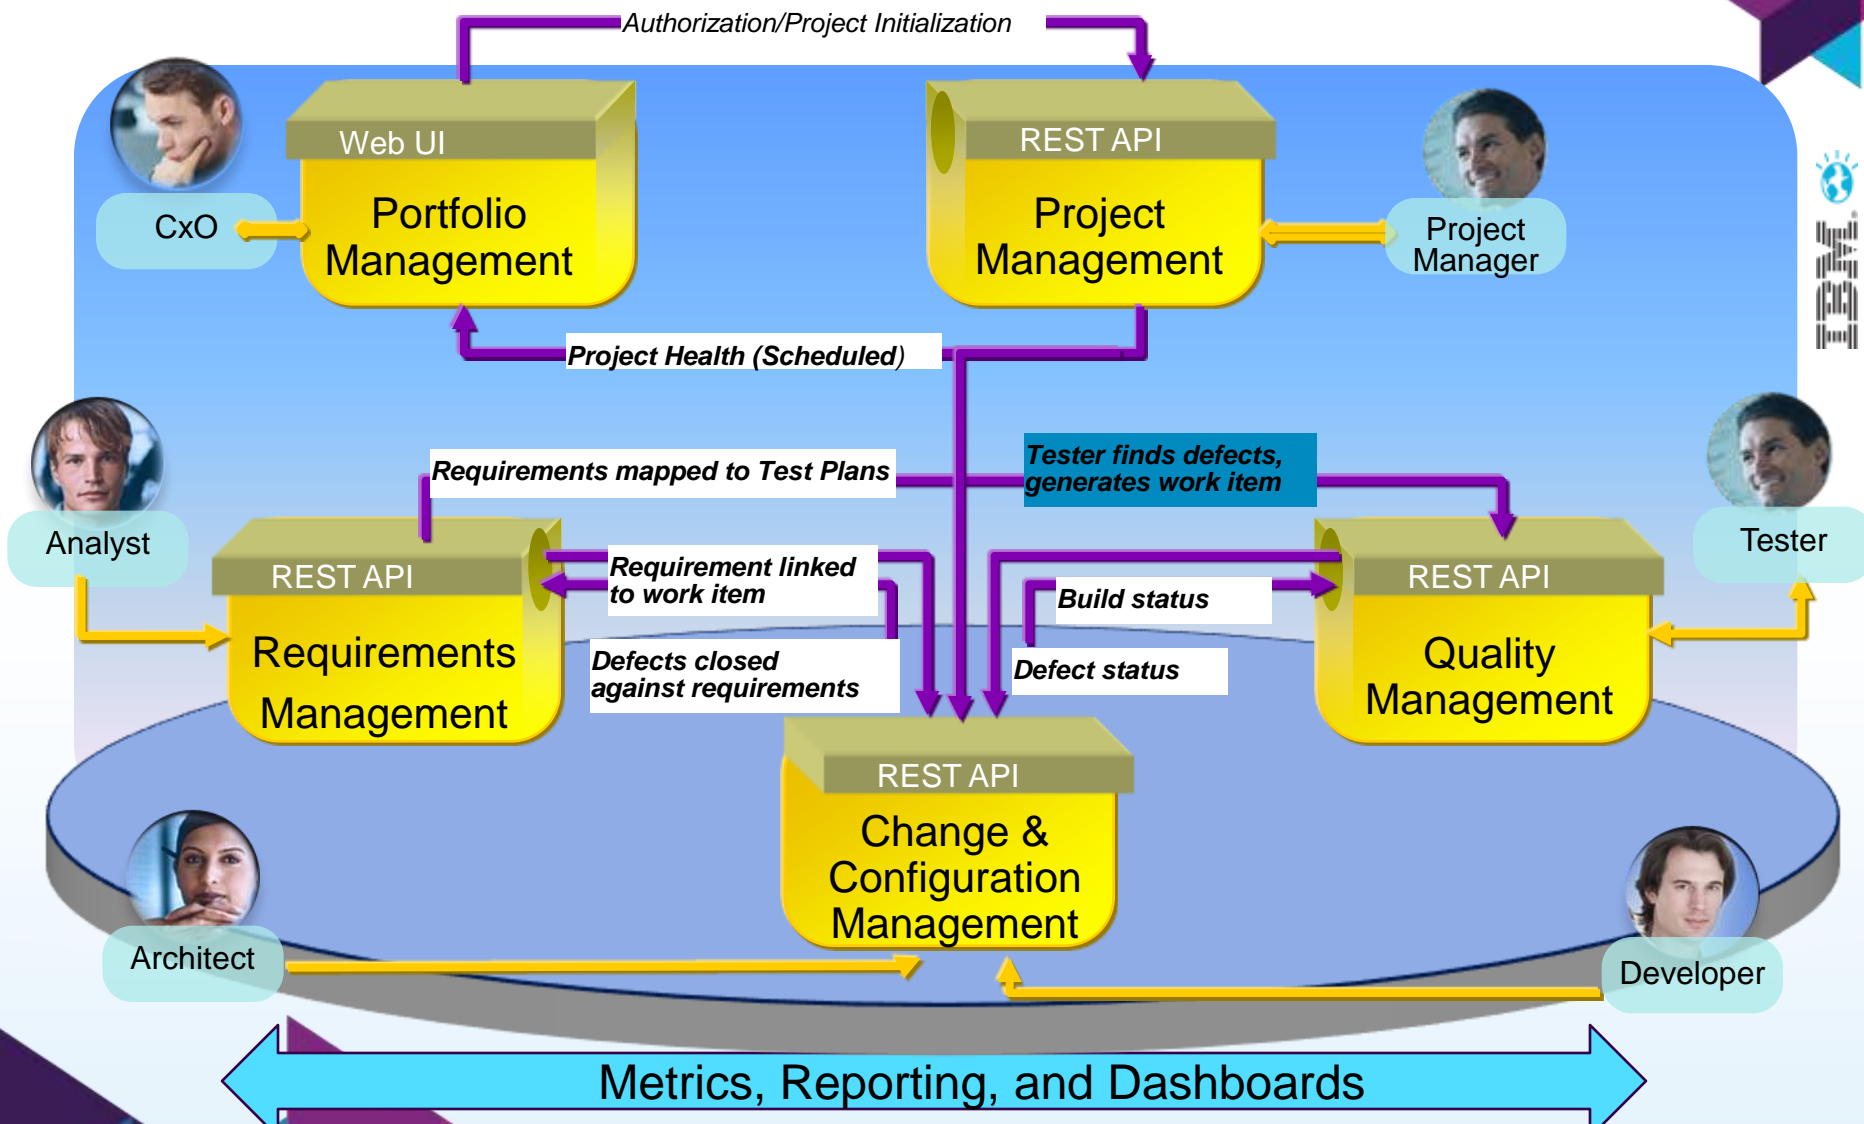 Authorization/Project Initialization
Web UI
REST API
CxO
Portfolio
Management
Project
Management
Project
Manager
IBM®
Project Health (Scheduled)
Requirements mapped to Test Plans
Tester finds defects,
generates work item
Analyst
Tester
REST API
Requirement linked
to work item
Build status
REST API
Requirements
Management
Defects closed
against requirements
Defect status
Quality
Management
REST API
Change &
Configuration
Management
Architect
Developer
Metrics, Reporting, and Dashboards